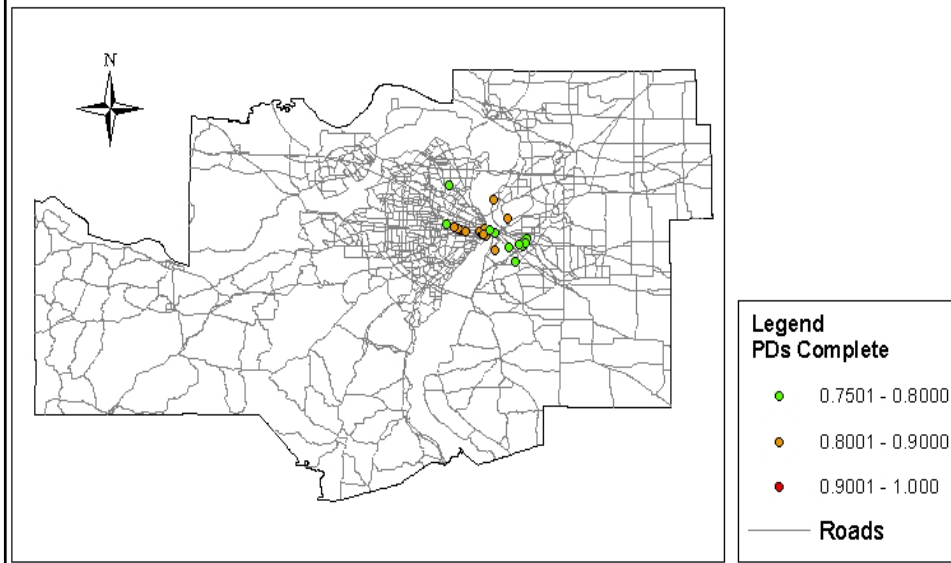 N
Legend
PDs Complete
0.7501 - 0.8000
0.8001 - 0.9000
0.9001 - 1.000
Roads